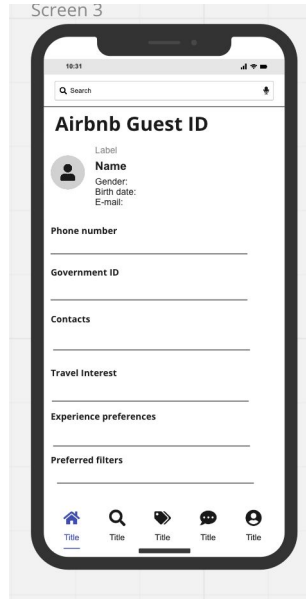 Screen 3
10:31
Search
Airbnb Guest ID
Label
Name
Gender:
Birth date:
E-mail:
Phone number
Government ID
Contacts
Travel Interest
Experience preferences
Preferred filters
Title Title Title Title Title